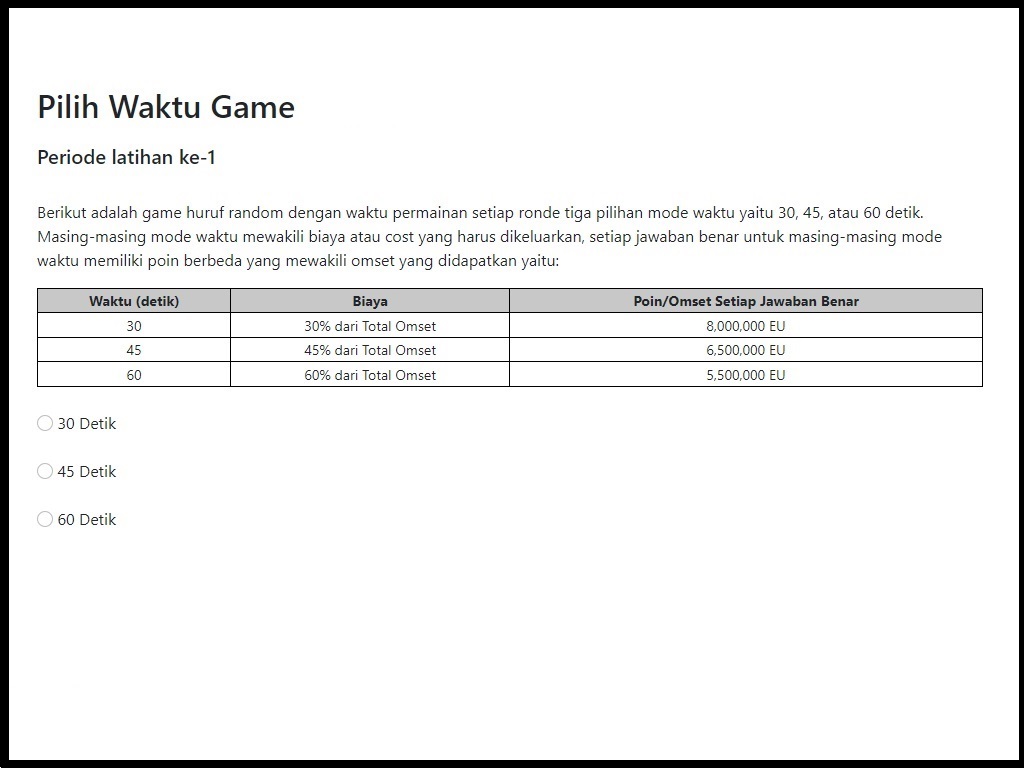 Pilih Waktu Game
Periode latihan ke-1
Berikut adalah game huruf random dengan waktu permainan setiap ronde tiga pilihan mode waktu yaitu 30, 45, atau 60 detik.
Masing-masing mode waktu mewakili biaya atau cost yang harus dikeluarkan, setiap jawaban benar untuk masing-masing mode
waktu memiliki poin berbeda yang mewakili omset yang didapatkan yaitu:
Waktu (detik) Biaya Poin/Omset Setiap Jawaban Benar
30 30% dari Total Omset 8,000,000 EU
45 45% dari Total Omset 6,500,000 EU
60 60% dari Total Omset 5,500,000 EU
30 Detik
45 Detik
60 Detik